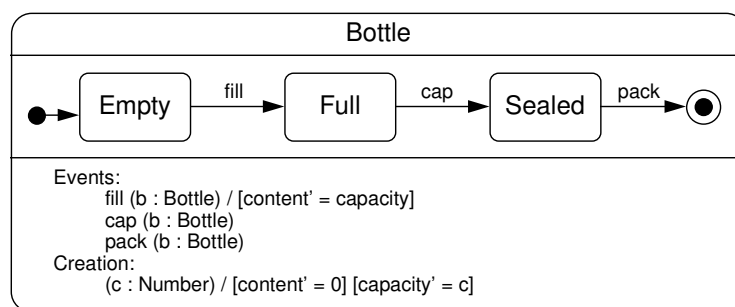 Bottle
fill
cap
pack
Empty
Full
Sealed
Events:
fill (b : Bottle) / [content' = capacity]
cap (b : Bottle)
pack (b : Bottle)
Creation:
(c : Number) / [content' = 0] [capacity' = c]